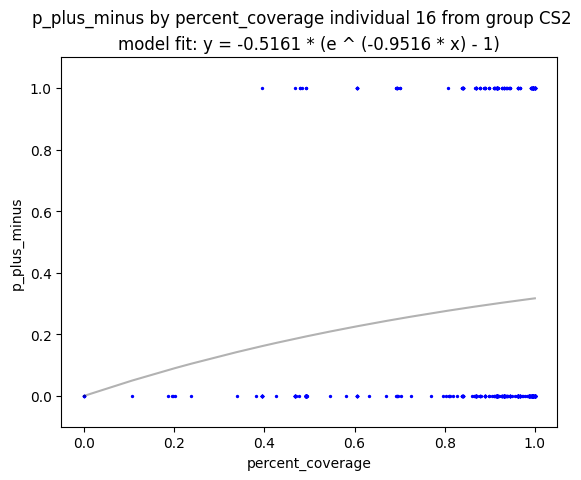 p_plus_minus by percent_coverage individual 16 from group CS2
model fit: y = -0.5161 * (e ^ (-0.9516 * x) - 1)
1.0
0.8
0.6
0.4
0.2
0.0
p_plus_minus
0.0 0.2 0.4 0.6 0.8 1.0
percent_coverage